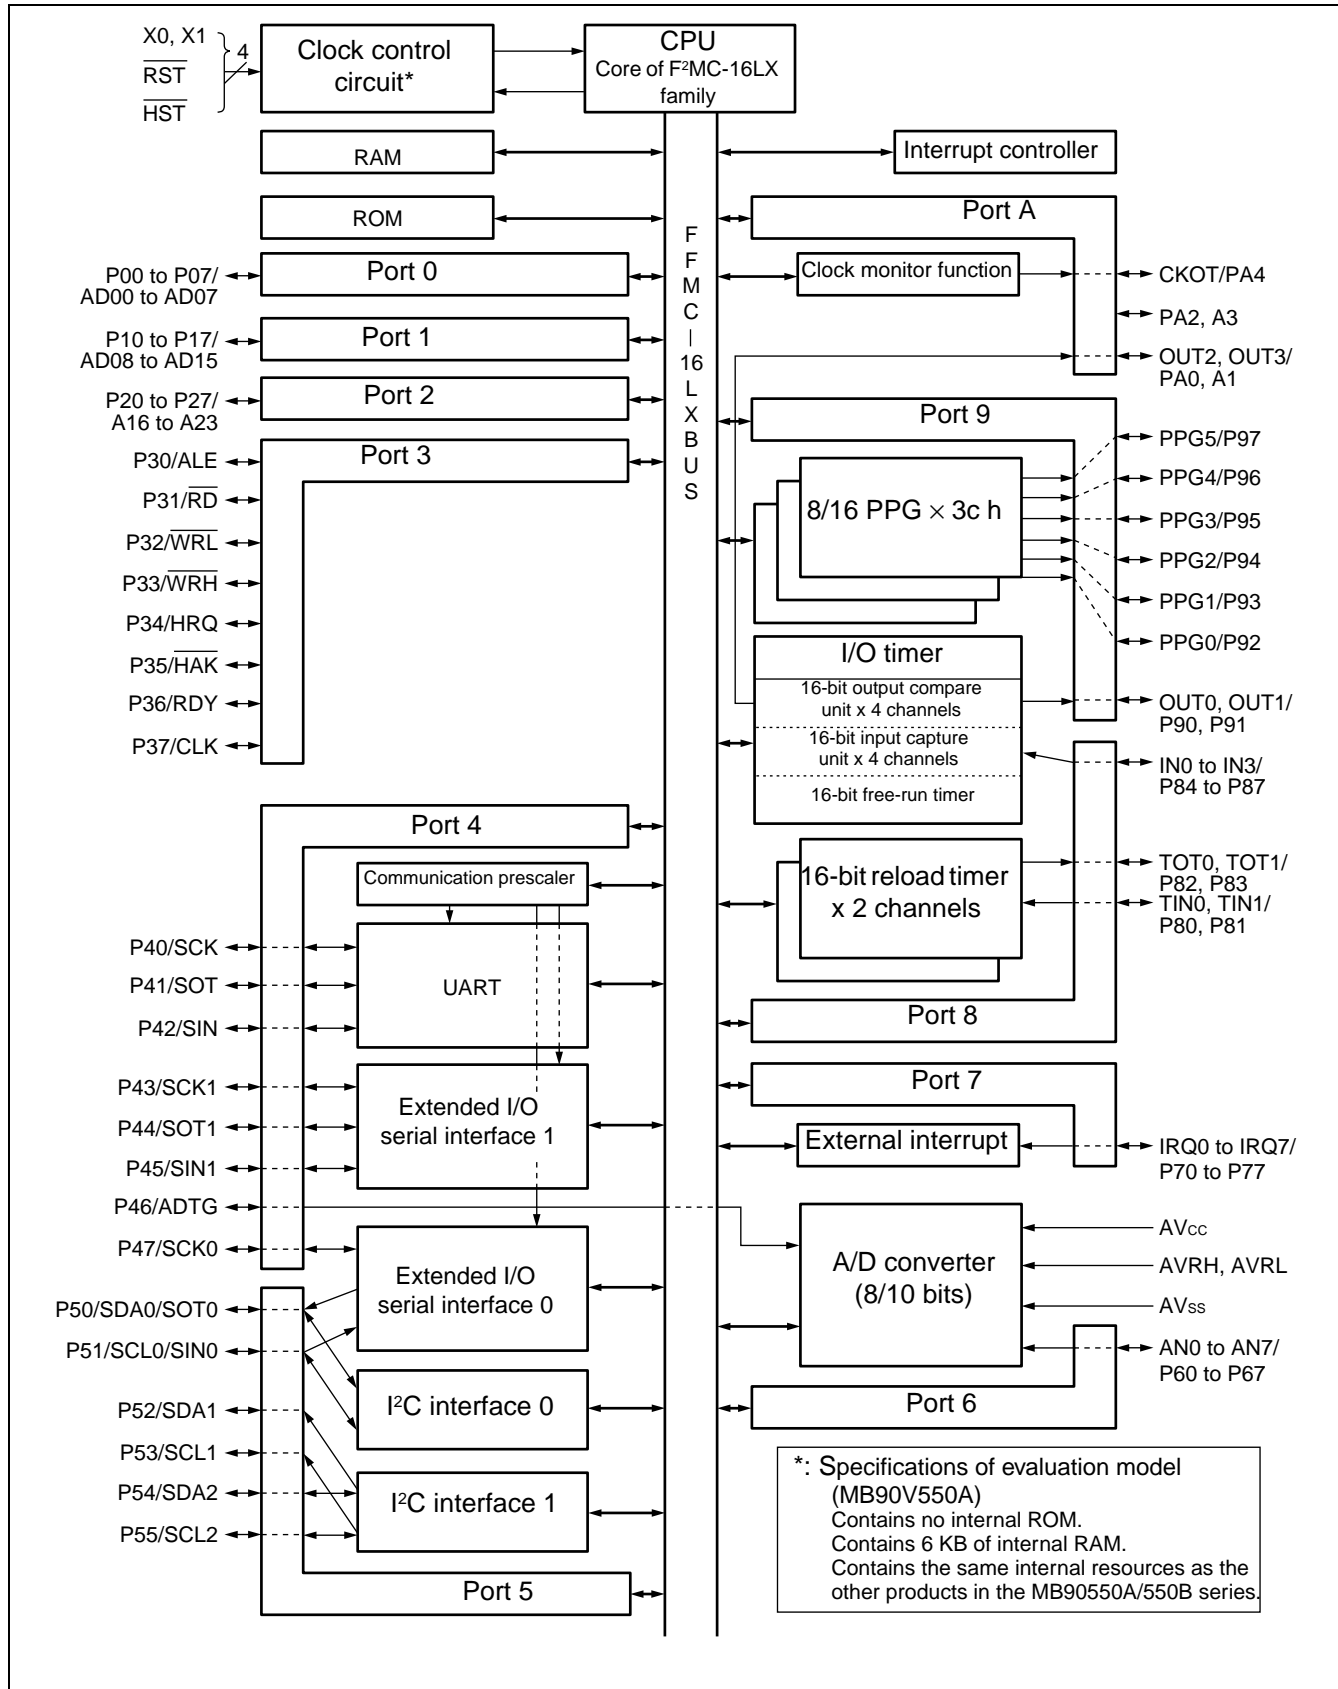 X0, X1
RST
HST
4
Clock control
circuit*
CPU
Core of F²MC-16LX
family
RAM
Interrupt controller
ROM
Port A
F
F
M
C
|
16
L
X
B
U
S
P00 to P07/
AD00 to AD07
Port 0
Clock monitor function
CKOT/PA4
PA2, A3
P10 to P17/
AD08 to AD15
Port 1
OUT2, OUT3/
PA0, A1
P20 to P27/
A16 to A23
Port 2
Port 9
P30/ALE
Port 3
P31/RD
P32/WRL
P33/WRH
P34/HRQ
P35/HAK
P36/RDY
P37/CLK
8/16 PPG × 3c h
PPG5/P97
PPG4/P96
PPG3/P95
PPG2/P94
PPG1/P93
PPG0/P92
I/O timer
16-bit output compare
unit x 4 channels
16-bit input capture
unit x 4 channels
16-bit free-run timer
OUT0, OUT1/
P90, P91
IN0 to IN3/
P84 to P87
Port 4
Communication prescaler
16-bit reload timer
x 2 channels
TOT0, TOT1/
P82, P83
TIN0, TIN1/
P80, P81
P40/SCK
P41/SOT
P42/SIN
UART
Port 8
P43/SCK1
P44/SOT1
P45/SIN1
Extended I/O
serial interface 1
Port 7
External interrupt
IRQ0 to IRQ7/
P70 to P77
P46/ADTG
P47/SCK0
Extended I/O
serial interface 0
A/D converter
(8/10 bits)
AVCC
AVRH, AVRL
AVSS
AN0 to AN7/
P60 to P67
P50/SDA0/SOT0
P51/SCL0/SIN0
I²C interface 0
Port 6
P52/SDA1
P53/SCL1
P54/SDA2
P55/SCL2
I²C interface 1
Port 5
*: Specifications of evaluation model
(MB90V550A)
Contains no internal ROM.
Contains 6 KB of internal RAM.
Contains the same internal resources as the
other products in the MB90550A/550B series.